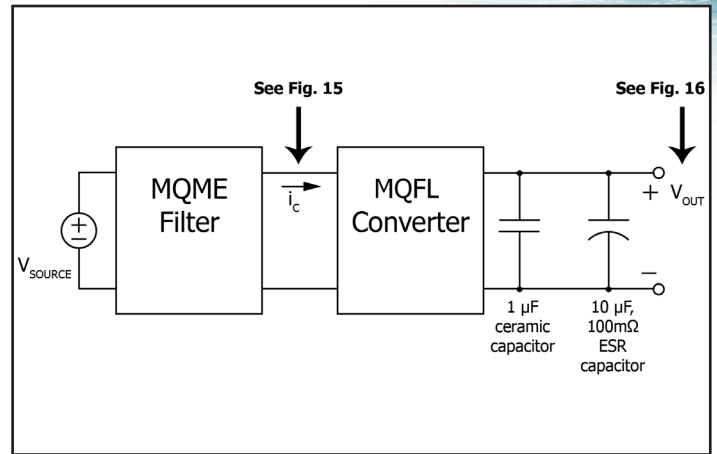 See Fig. 15
See Fig. 16
MQME
Filter
i_C
MQFL
Converter
+
V_OUT
+
−
V_SOURCE
−
1 µF
ceramic
capacitor
10 µF,
100mΩ
ESR
capacitor